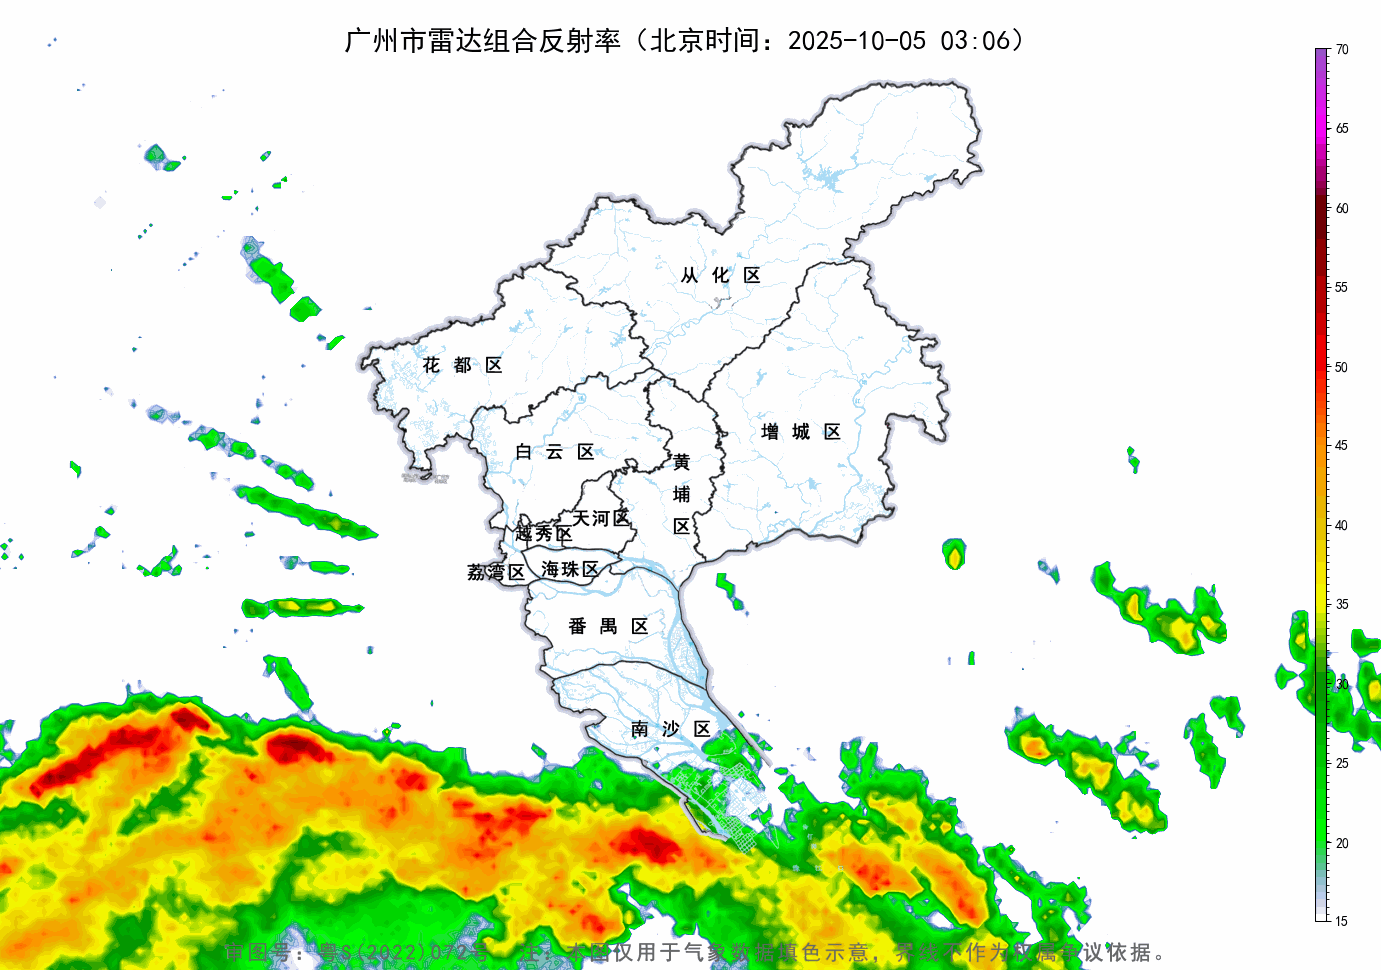 广州市雷达组合反射率（北京时间：2025-10-05 03:06）
70
65
60
55
50
45
40
35
30
25
20
15
从化区
花都区
增城区
白云区
黄埔区
天河区
越秀区
海珠区
荔湾区
番禺区
南沙区
审图号：粤S(2022)072号 注：本图仅用于气象数据填色示意，界线不作为权属争议依据。